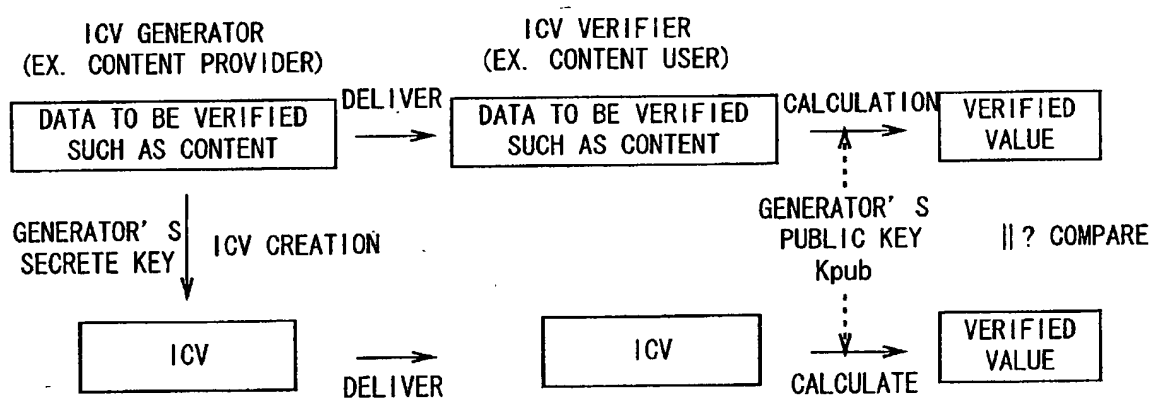 ICV GENERATOR
(EX. CONTENT PROVIDER)
ICV VERIFIER
(EX. CONTENT USER)
DATA TO BE VERIFIED
SUCH AS CONTENT
DELIVER
DATA TO BE VERIFIED
SUCH AS CONTENT
CALCULATION
VERIFIED
VALUE
GENERATOR'S
SECRETE KEY
ICV CREATION
GENERATOR'S
PUBLIC KEY
Kpub
||? COMPARE
ICV
DELIVER
ICV
CALCULATE
VERIFIED
VALUE